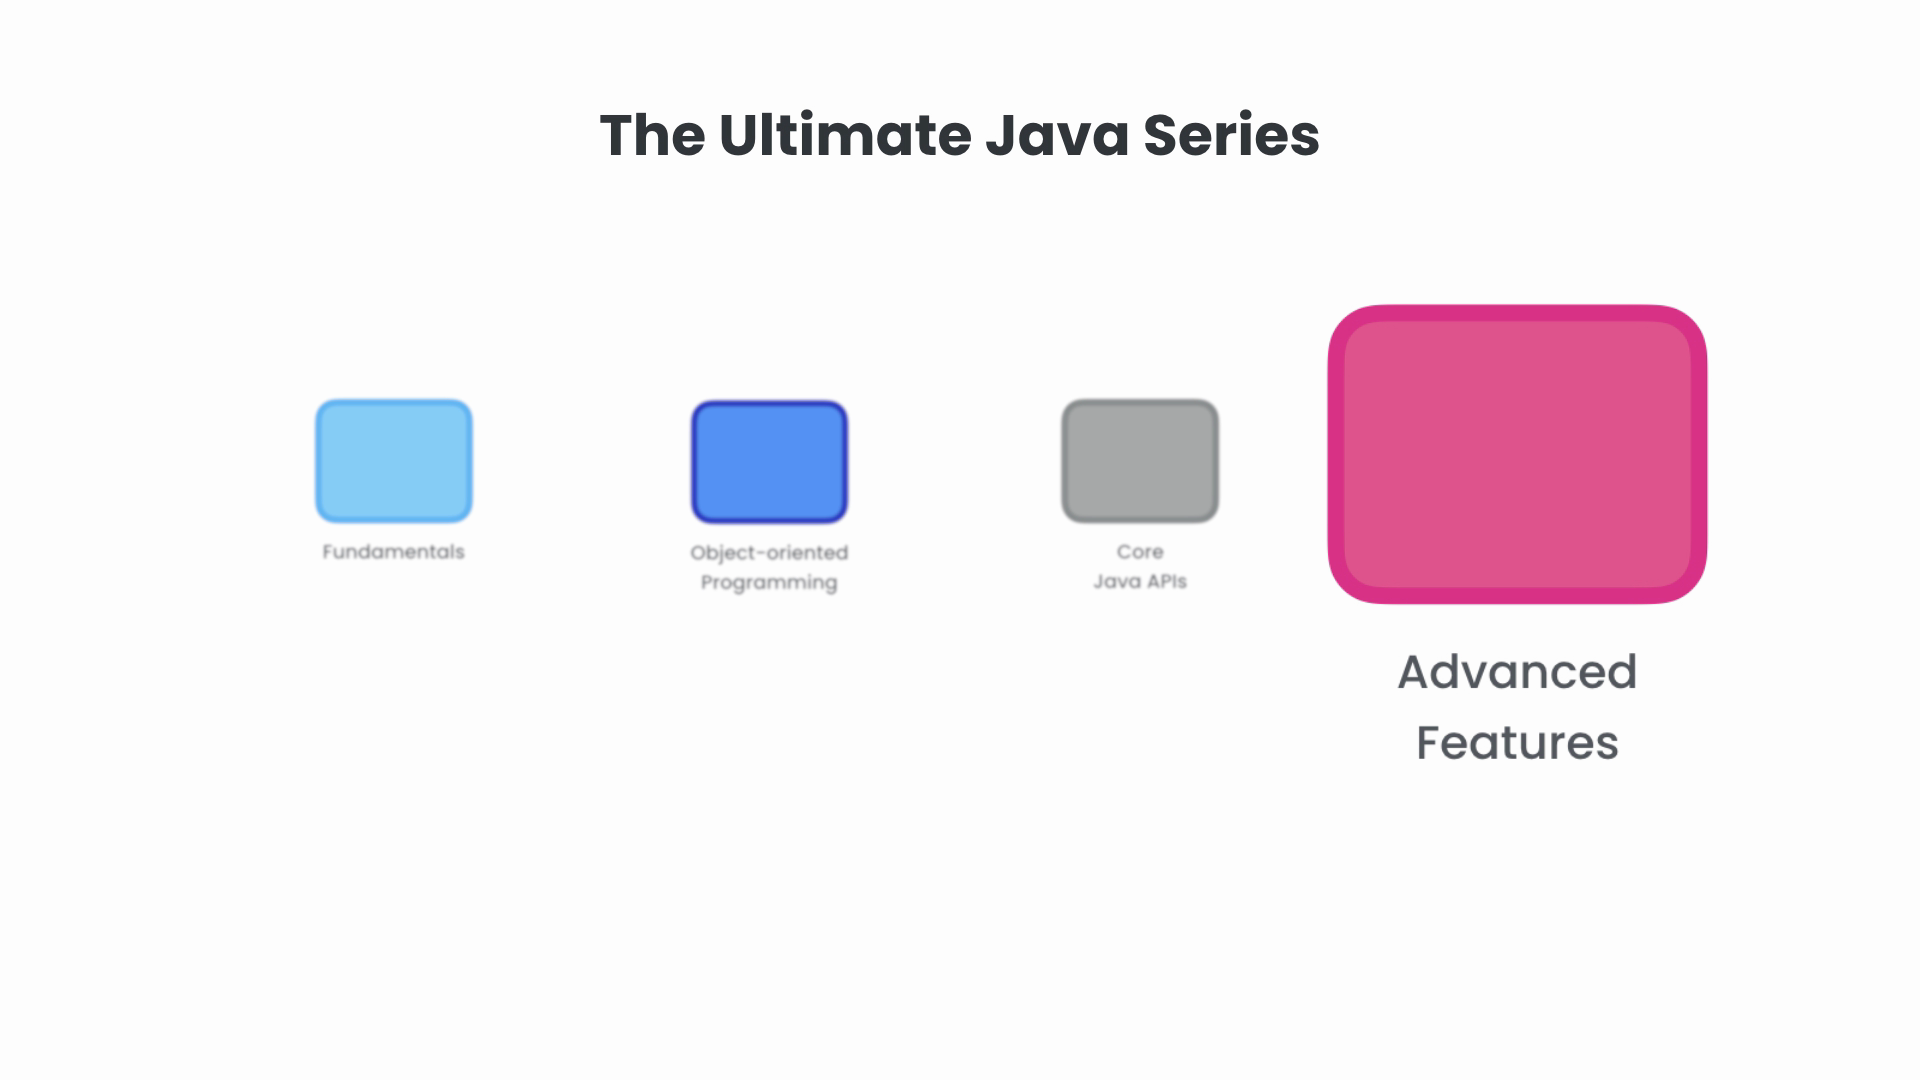 The Ultimate Java Series
Fundamentals
Object-oriented
Programming
Core
Java APIs
Advanced
Features